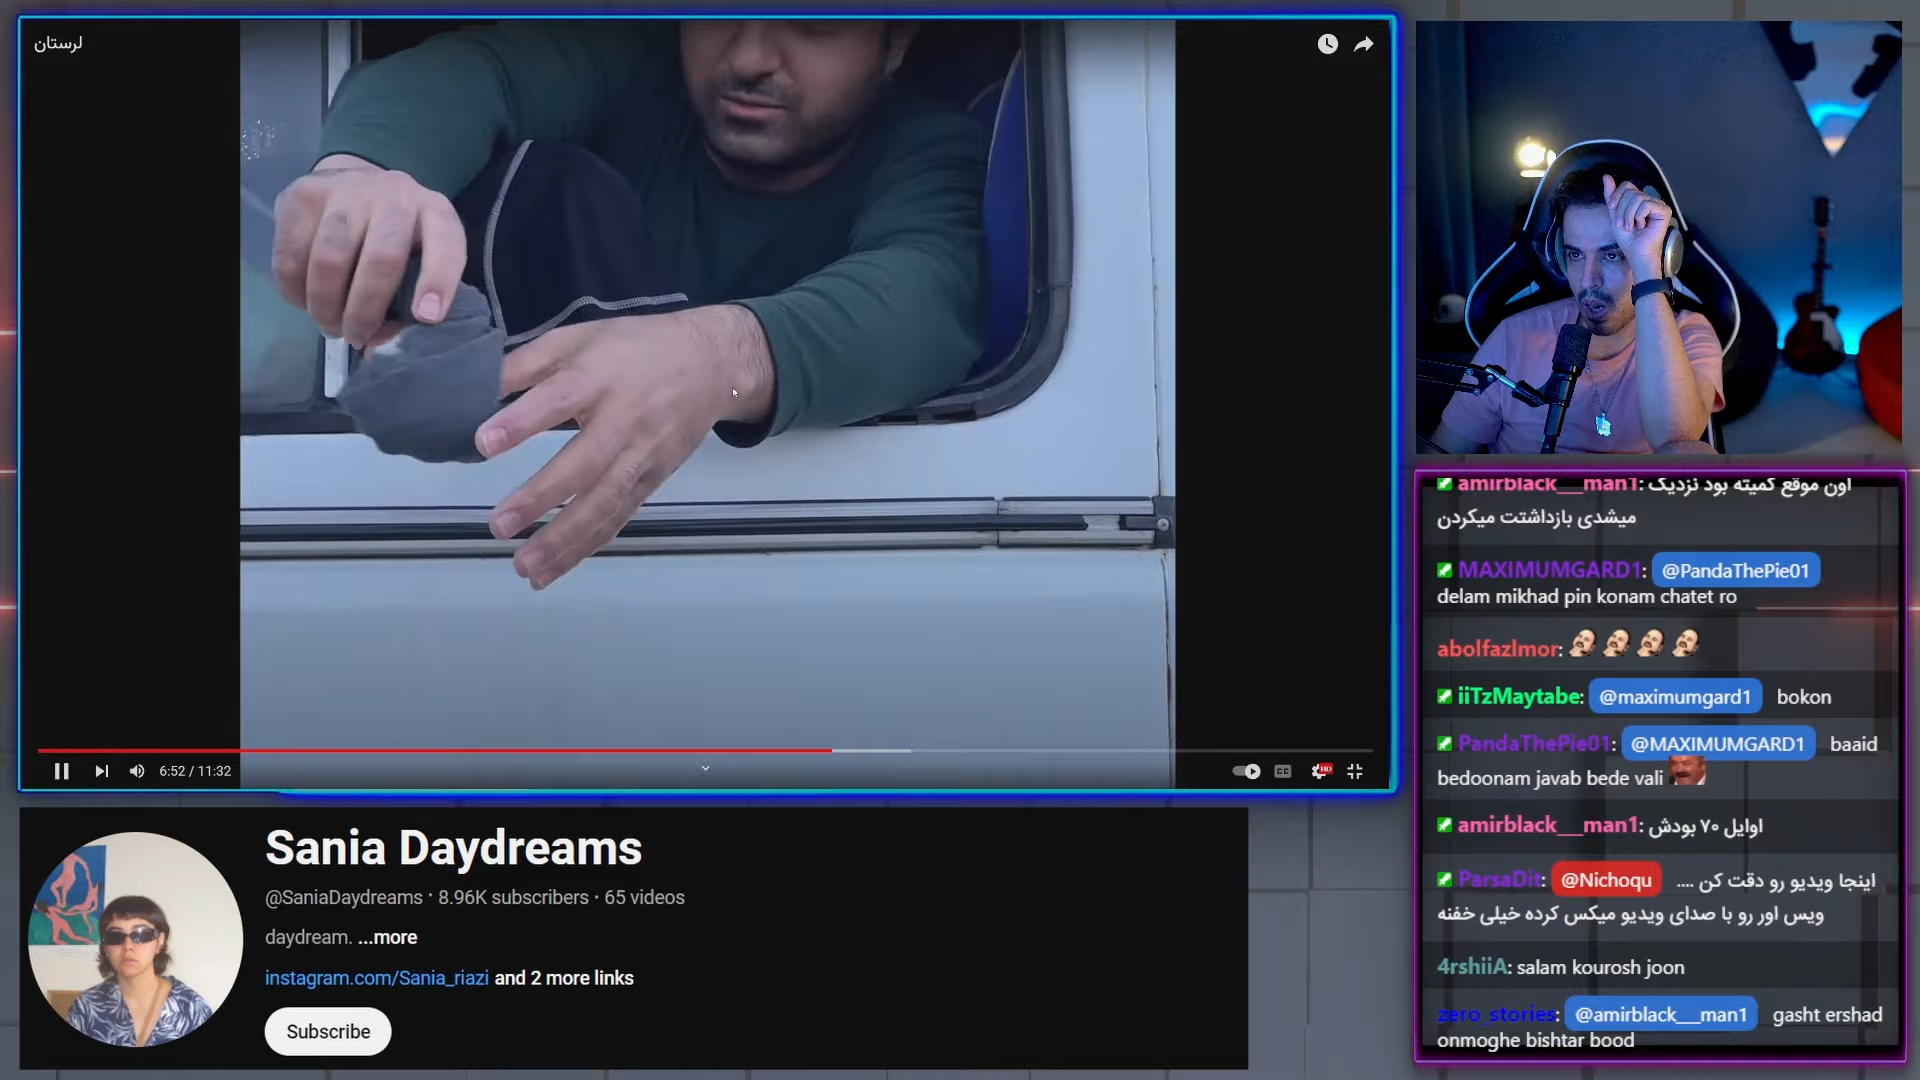 لرستان
6:52 / 11:32
HD
CC
Sania Daydreams
@SaniaDaydreams · 8.96K subscribers · 65 videos
daydream. ...more
instagram.com/Sania_riazi and 2 more links
Subscribe
amirblack__man1: اون موقع کمیته بود نزدیک
میشدی بازداشتت میکردن
MAXIMUMGARD1: @PandaThePie01
delam mikhad pin konam chatet ro
abolfazlmor:
iiTzMaytabe: @maximumgard1 bokon
PandaThePie01: @MAXIMUMGARD1 baaid
bedoonam javab bede vali
amirblack__man1: اوایل ۷۰ بودش
ParsaDit: @Nichoqu اینجا ویدیو رو دقت کن ....
ویس اور رو با صدای ویدیو میکس کرده خیلی خفنه
4rshiiA: salam kourosh joon
zero_stories: @amirblack__man1 gasht ershad
onmoghe bishtar bood